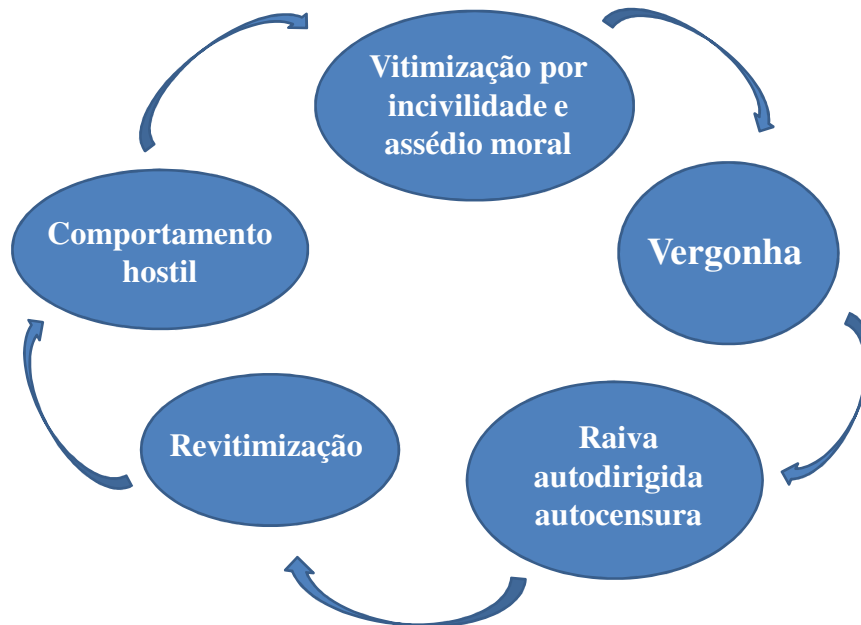 Vitimização por
incivilidade e
assédio moral
Vergonha
Raiva
autodirigida
autocensura
Revitimização
Comportamento
hostil